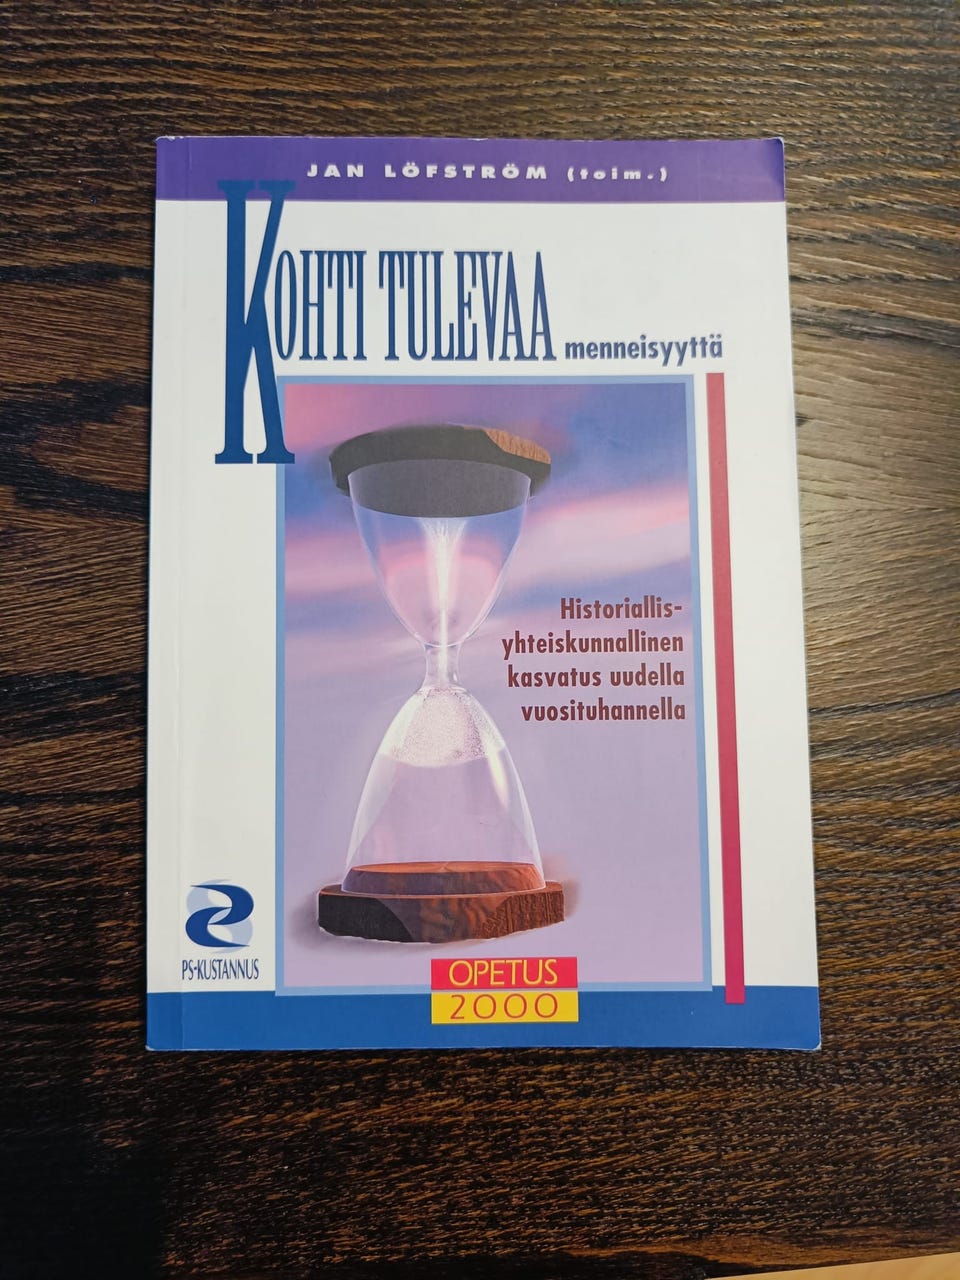 JAN LÖFSTRÖM (toim.)
KOHTI TULEVAA menneisyyttä
Historiallis-
yhteiskunnallinen
kasvatus uudella
vuosituhannella
PS-KUSTANNUS
OPETUS
2000